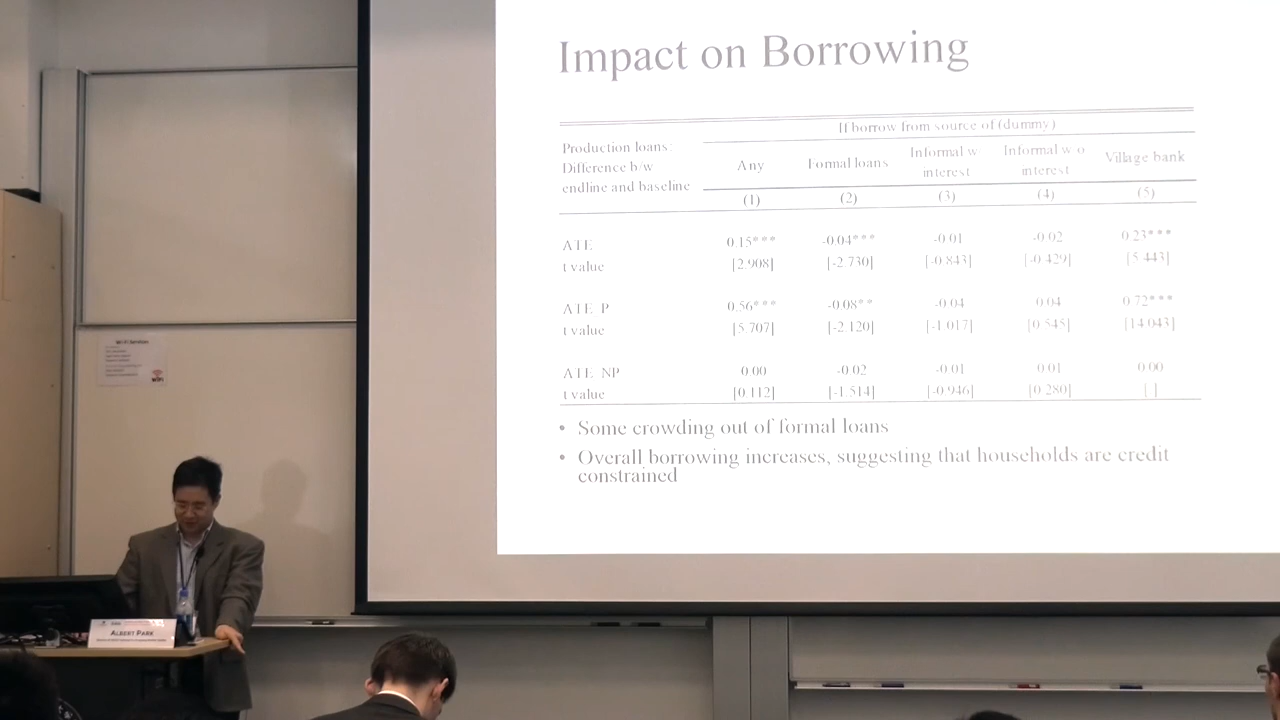 Impact on Borrowing
If borrow from source of (dummy)
Production loans:
Difference b/w
endline and baseline
Any
Formal loans
Informal w
interest
Informal w o
interest
Village bank
(1) (2) (3) (4) (5)
ATE 0.15*** -0.04*** -0.01 -0.02 0.23***
t value [2.908] [-2.730] [-0.843] [-0.429] [5.443]
ATE_P 0.56*** -0.08** -0.04 0.04 0.72***
t value [5.707] [-2.120] [-1.017] [0.545] [14.043]
ATE_NP 0.00 -0.02 -0.01 0.01 0.00
t value [0.112] [-1.514] [-0.946] [0.280] [ ]
• Some crowding out of formal loans
• Overall borrowing increases, suggesting that households are credit
constrained
Wi-Fi Services
WiFi
ALBERT PARK